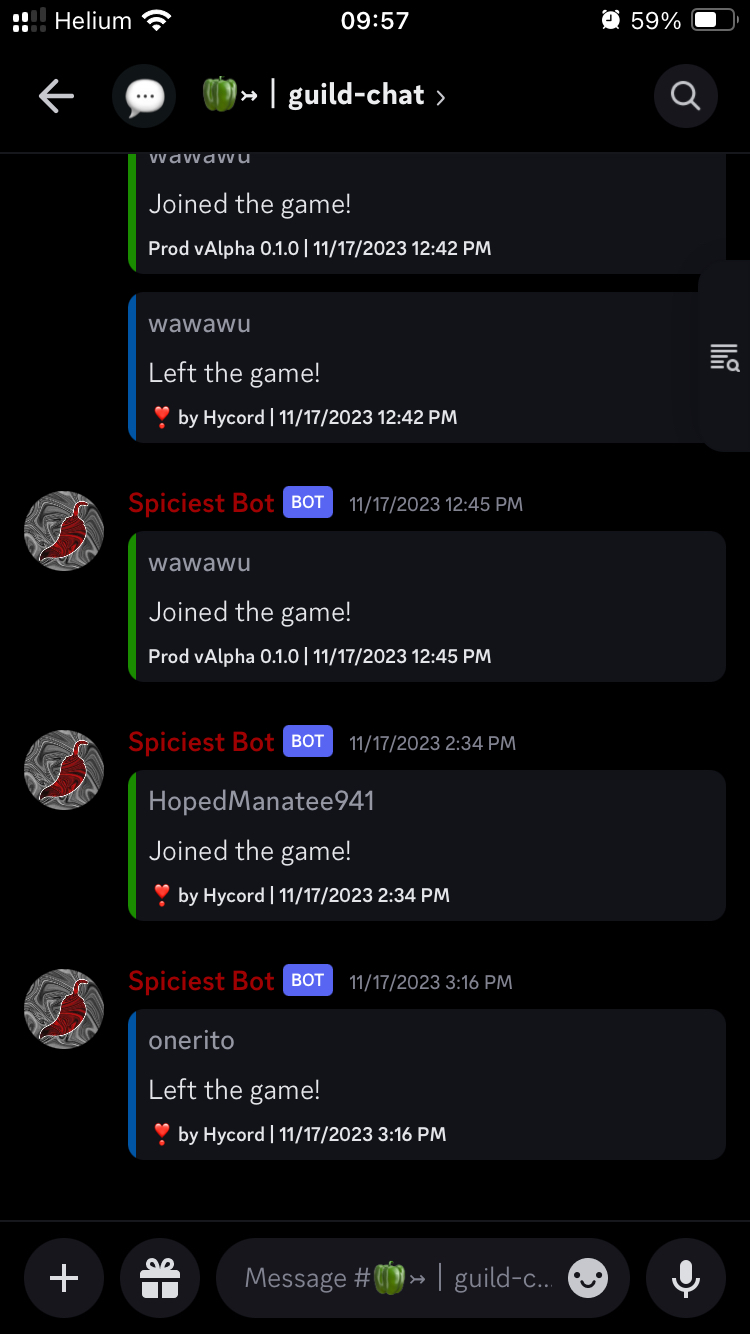 Helium 09:57 59%
🫑↣ | guild-chat ›
wawawu
Joined the game!
Prod vAlpha 0.1.0 | 11/17/2023 12:42 PM
wawawu
Left the game!
❣️ by Hycord | 11/17/2023 12:42 PM
Spiciest Bot BOT 11/17/2023 12:45 PM
wawawu
Joined the game!
Prod vAlpha 0.1.0 | 11/17/2023 12:45 PM
Spiciest Bot BOT 11/17/2023 2:34 PM
HopedManatee941
Joined the game!
❣️ by Hycord | 11/17/2023 2:34 PM
Spiciest Bot BOT 11/17/2023 3:16 PM
onerito
Left the game!
❣️ by Hycord | 11/17/2023 3:16 PM
Message #🫑↣ | guild-c...